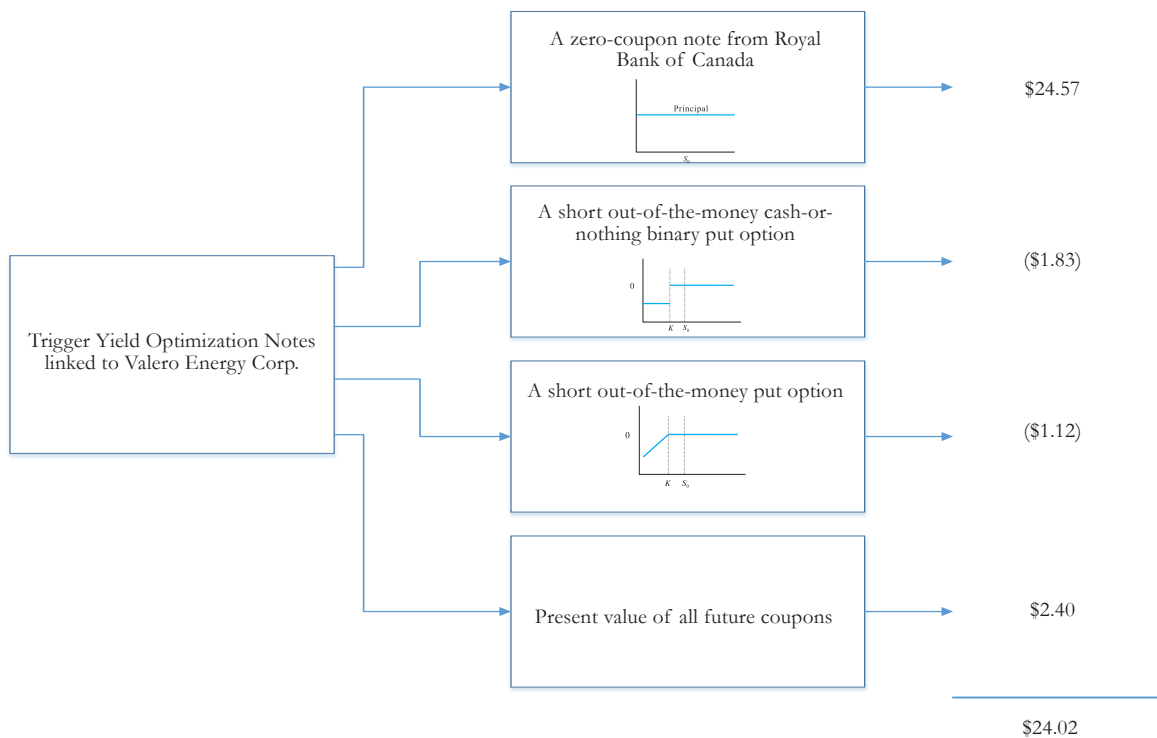 A zero-coupon note from Royal
Bank of Canada
Principal
S₀
$24.57
A short out-of-the-money cash-or-
nothing binary put option
0
K
S₀
($1.83)
Trigger Yield Optimization Notes
linked to Valero Energy Corp.
A short out-of-the-money put option
0
K
S₀
($1.12)
Present value of all future coupons
$2.40
$24.02